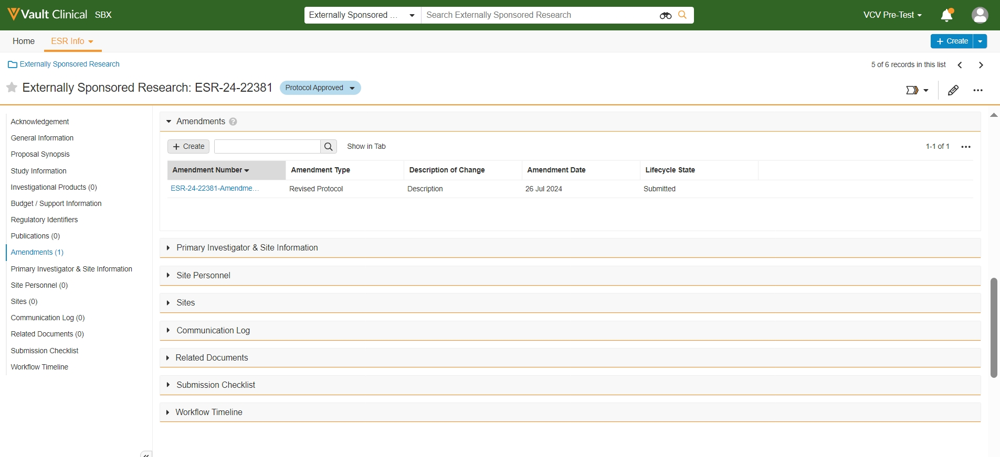 Vault Clinical SBX
Externally Sponsored ...
Search Externally Sponsored Research
VCV Pre-Test
Home
ESR Info
Create
Externally Sponsored Research
5 of 6 records in this list
Externally Sponsored Research: ESR-24-22381
Protocol Approved
Acknowledgement
General Information
Proposal Synopsis
Study Information
Investigational Products (0)
Budget / Support Information
Regulatory Identifiers
Publications (0)
Amendments (1)
Primary Investigator & Site Information
Site Personnel (0)
Sites (0)
Communication Log (0)
Related Documents (0)
Submission Checklist
Workflow Timeline
Amendments
Create
Show in Tab
1-1 of 1
Amendment Number Amendment Type Description of Change Amendment Date Lifecycle State
ESR-24-22381-Amendme... Revised Protocol Description 26 Jul 2024 Submitted
Primary Investigator & Site Information
Site Personnel
Sites
Communication Log
Related Documents
Submission Checklist
Workflow Timeline